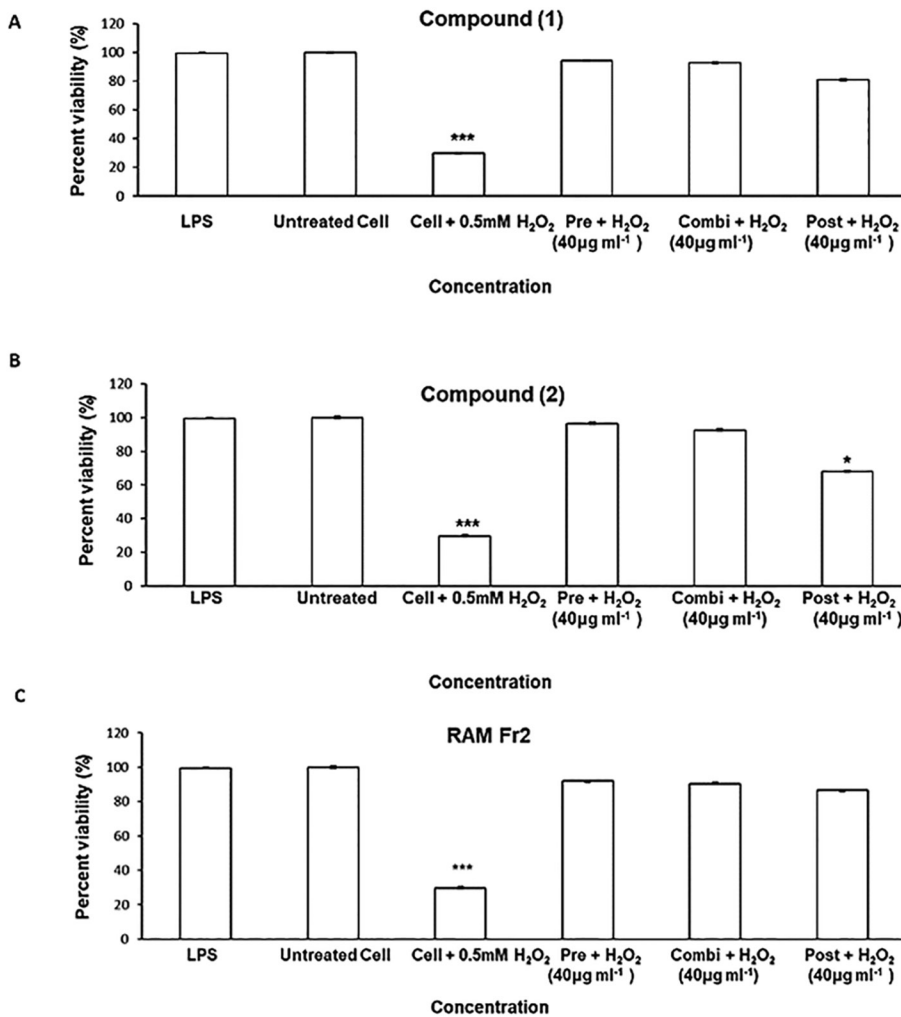 A
Compound (1)
Percent viability (%)
120
100
80
60
40
20
0
***
LPS
Untreated Cell
Cell + 0.5mM H₂O₂
Pre + H₂O₂
(40µg ml⁻¹ )
Combi + H₂O₂
(40µg ml⁻¹)
Post + H₂O₂
(40µg ml⁻¹ )
Concentration
B
Compound (2)
Percent viability (%)
120
100
80
60
40
20
0
***
*
LPS
Untreated
Cell + 0.5mM H₂O₂
Pre + H₂O₂
(40µg ml⁻¹ )
Combi + H₂O₂
(40µg ml⁻¹)
Post + H₂O₂
(40µg ml⁻¹ )
Concentration
C
RAM Fr2
Percent viability (%)
120
100
80
60
40
20
0
***
LPS
Untreated Cell
Cell + 0.5mM H₂O₂
Pre + H₂O₂
(40µg ml⁻¹ )
Combi + H₂O₂
(40µg ml⁻¹)
Post + H₂O₂
(40µg ml⁻¹ )
Concentration